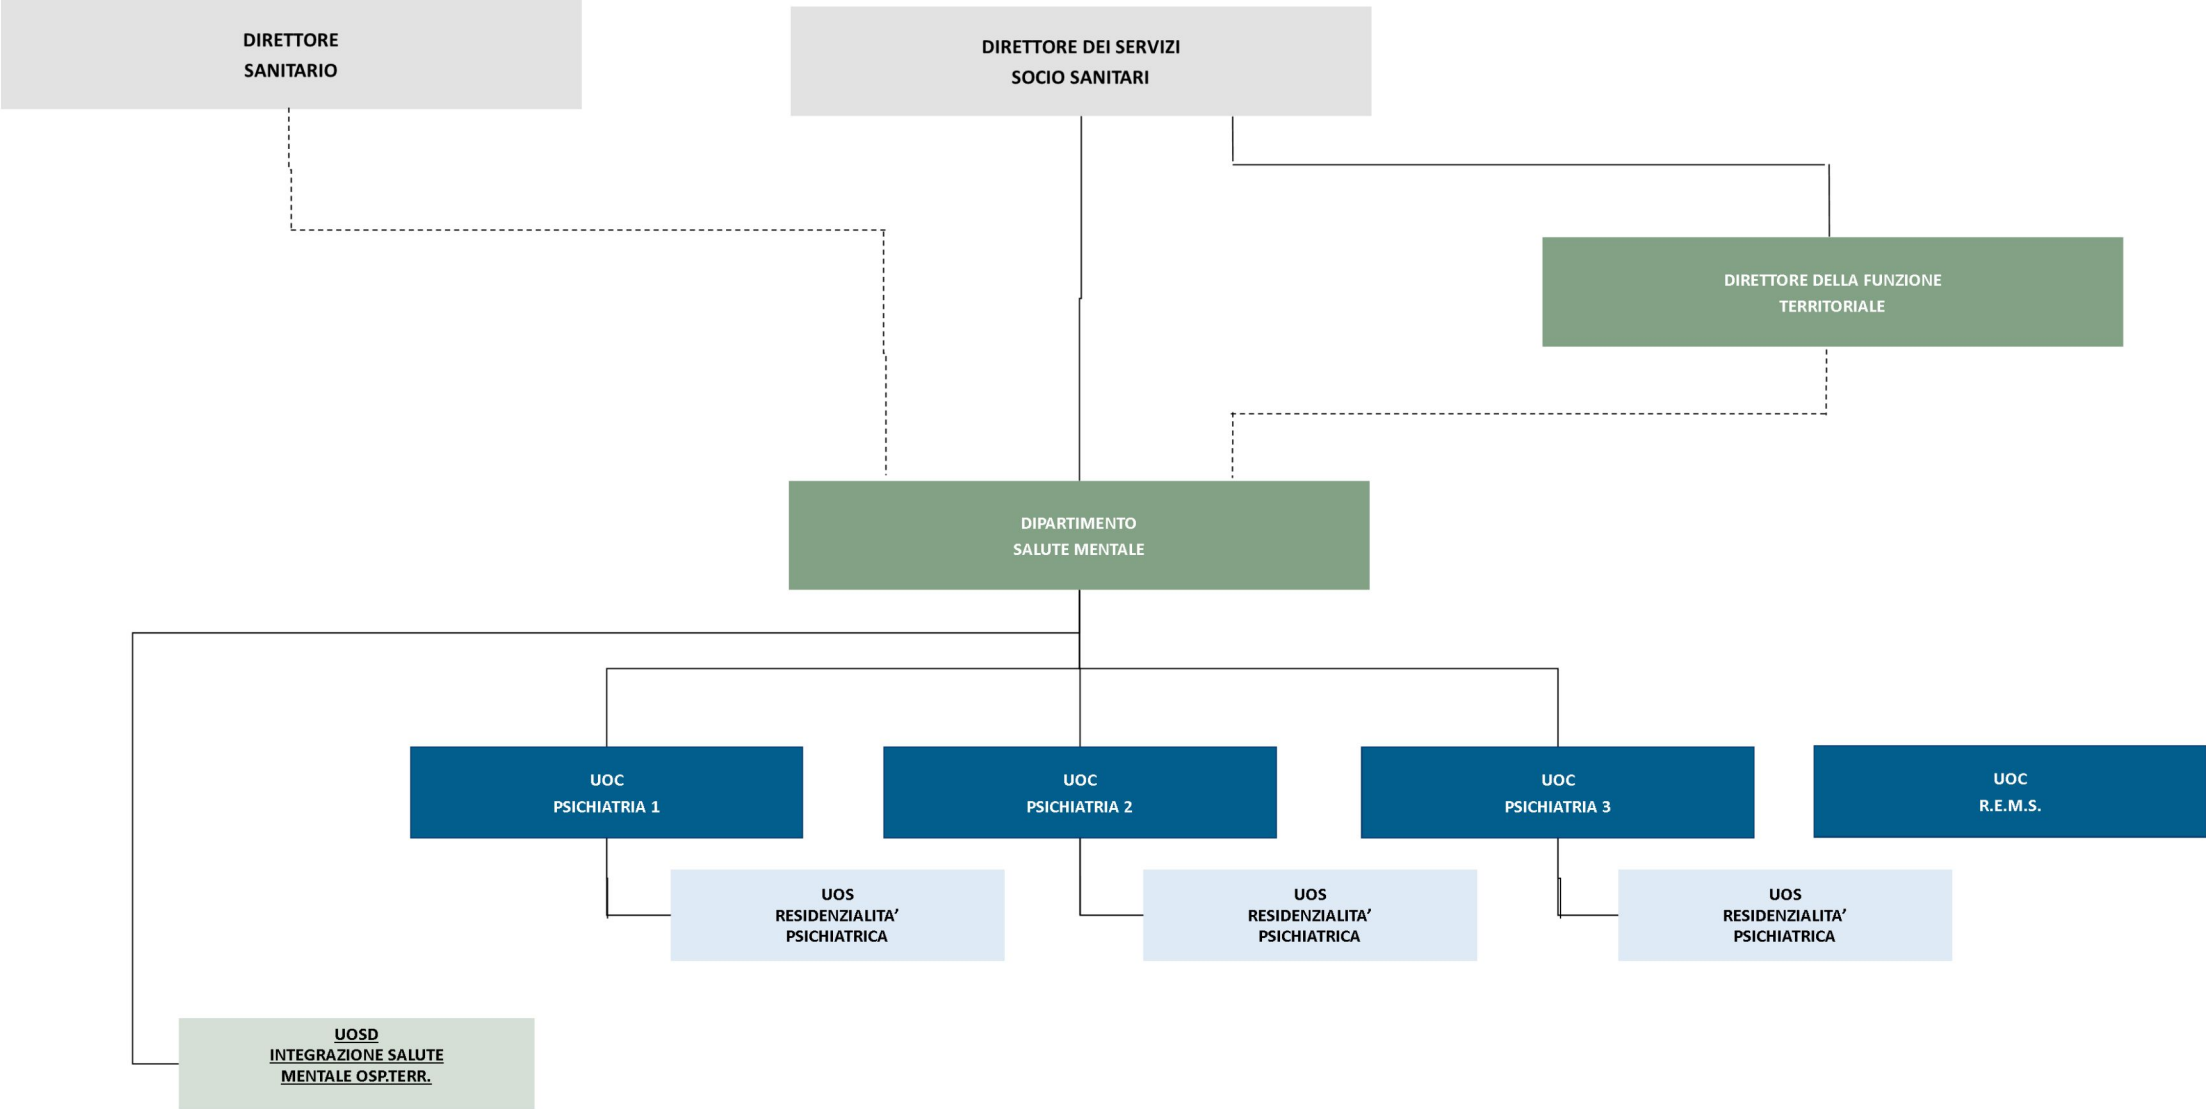 DIRETTORE
SANITARIO
DIRETTORE DEI SERVIZI
SOCIO SANITARI
DIRETTORE DELLA FUNZIONE
TERRITORIALE
DIPARTIMENTO
SALUTE MENTALE
UOC
PSICHIATRIA 1
UOC
PSICHIATRIA 2
UOC
PSICHIATRIA 3
UOC
R.E.M.S.
UOS
RESIDENZIALITA’
PSICHIATRICA
UOS
RESIDENZIALITA’
PSICHIATRICA
UOS
RESIDENZIALITA’
PSICHIATRICA
UOSD
INTEGRAZIONE SALUTE
MENTALE OSP.TERR.